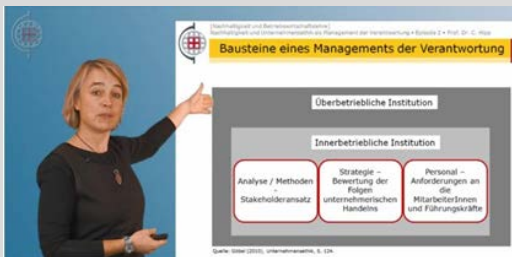 [Nachhaltigkeit und Betriebswirtschaftslehre]
Nachhaltigkeit und Unternehmensethik als Management der Verantwortung • Episode 2 • Prof. Dr. C.
Bausteine eines Managements der Verantwortung
Überbetriebliche Institution
Innerbetriebliche Institution
Analyse / Methoden
-
Stakeholderansatz
Strategie –
Bewertung der
Folgen
unternehmerischen
Handelns
Personal –
Anforderungen an
die
MitarbeiterInnen
und Führungskräfte
Quelle: Göbel (2010), Unternehmensethik, S. 124